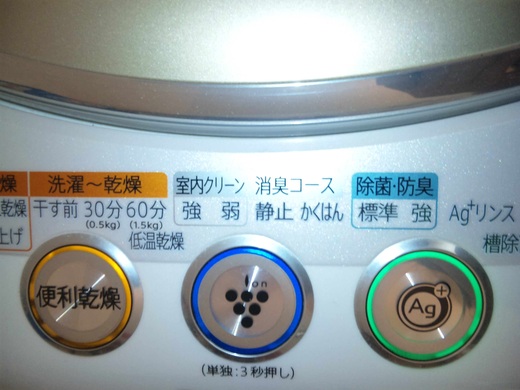 燥 洗濯〜乾燥 室内クリーン 消臭コース 除菌・防臭
乾燥 干す前 30分 60分 強 弱 静止 かくはん 標準 強 Ag⁺リンス
(0.5kg) (1.5kg)
上げ 低温乾燥 槽除
便利乾燥
Ion
Ag+
(単独:3秒押し)